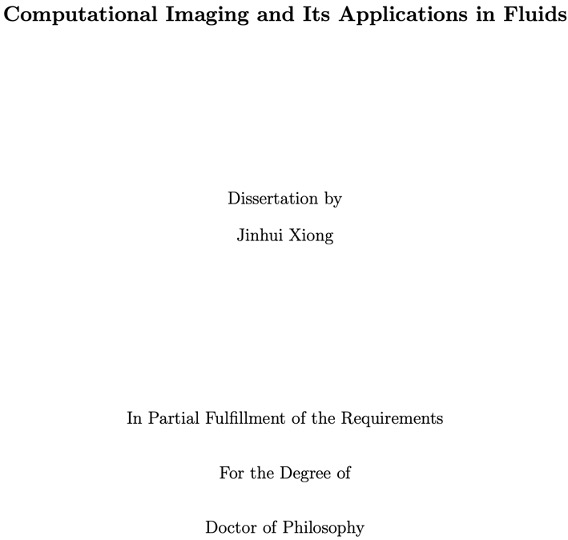 Computational Imaging and Its Applications in Fluids
Dissertation by
Jinhui Xiong
In Partial Fulfillment of the Requirements
For the Degree of
Doctor of Philosophy